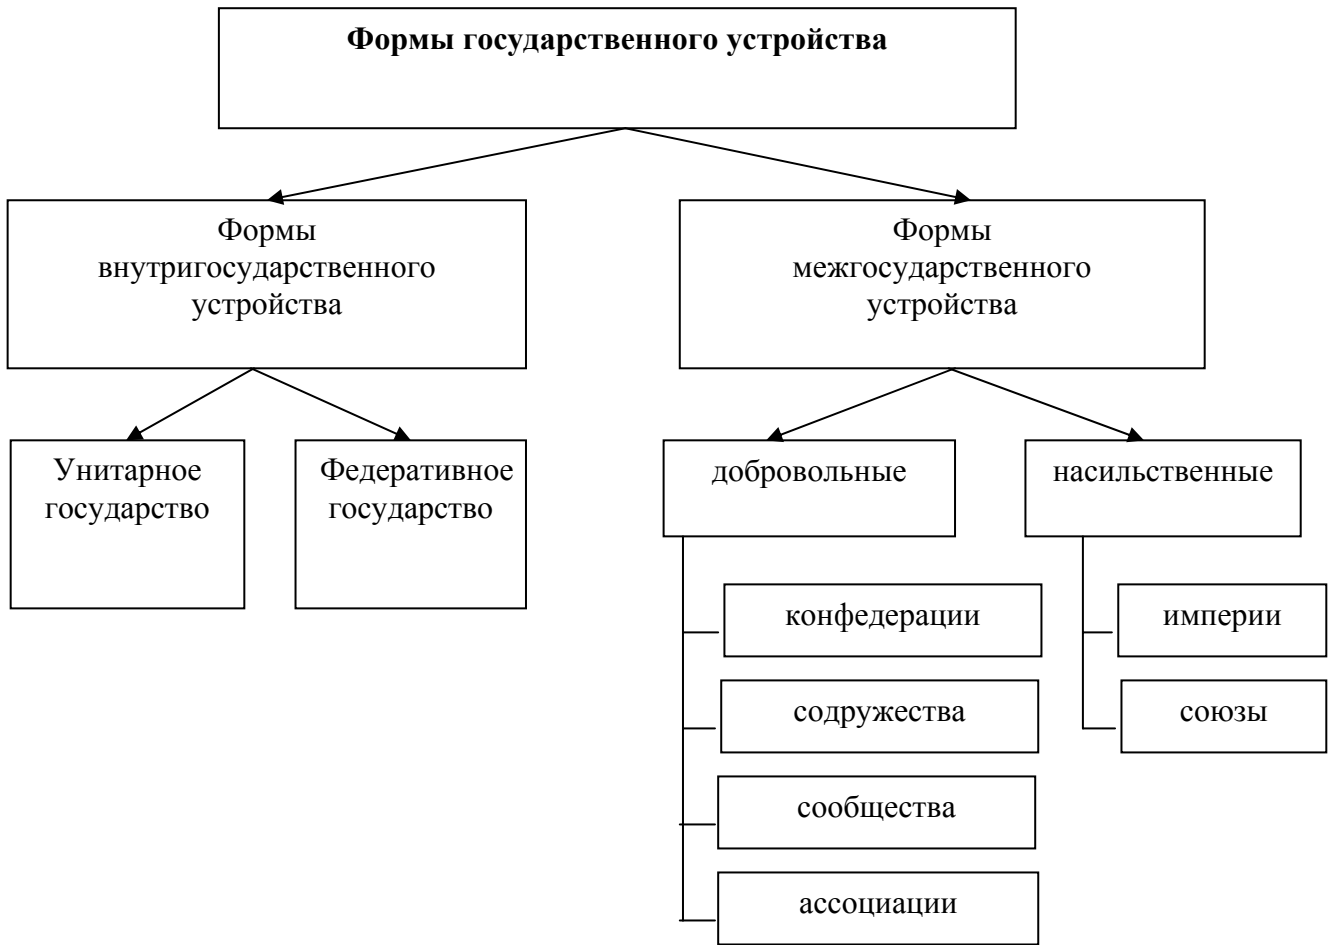 Формы государственного устройства
Формы
внутригосударственного
устройства
Формы
межгосударственного
устройства
Унитарное
государство
Федеративное
государство
добровольные
насильственные
конфедерации
империи
содружества
союзы
сообщества
ассоциации